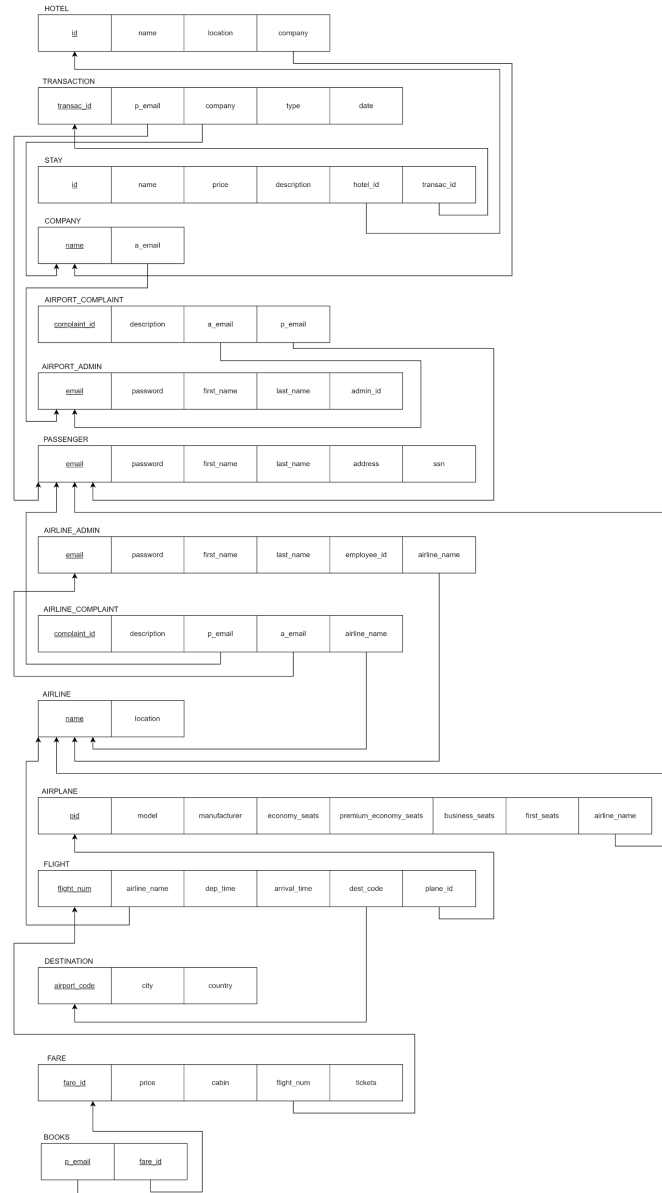 HOTEL
id name location company
TRANSACTION
transac_id p_email company type date
STAY
id name price description hotel_id transac_id
COMPANY
name a_email
AIRPORT_COMPLAINT
complaint_id description a_email p_email
AIRPORT_ADMIN
email password first_name last_name admin_id
PASSENGER
email password first_name last_name address ssn
AIRLINE_ADMIN
email password first_name last_name employee_id airline_name
AIRLINE_COMPLAINT
complaint_id description p_email a_email airline_name
AIRLINE
name location
AIRPLANE
pid model manufacturer economy_seats premium_economy_seats business_seats first_seats airline_name
FLIGHT
flight_num airline_name dep_time arrival_time dest_code plane_id
DESTINATION
airport_code city country
FARE
fare_id price cabin flight_num tickets
BOOKS
p_email fare_id